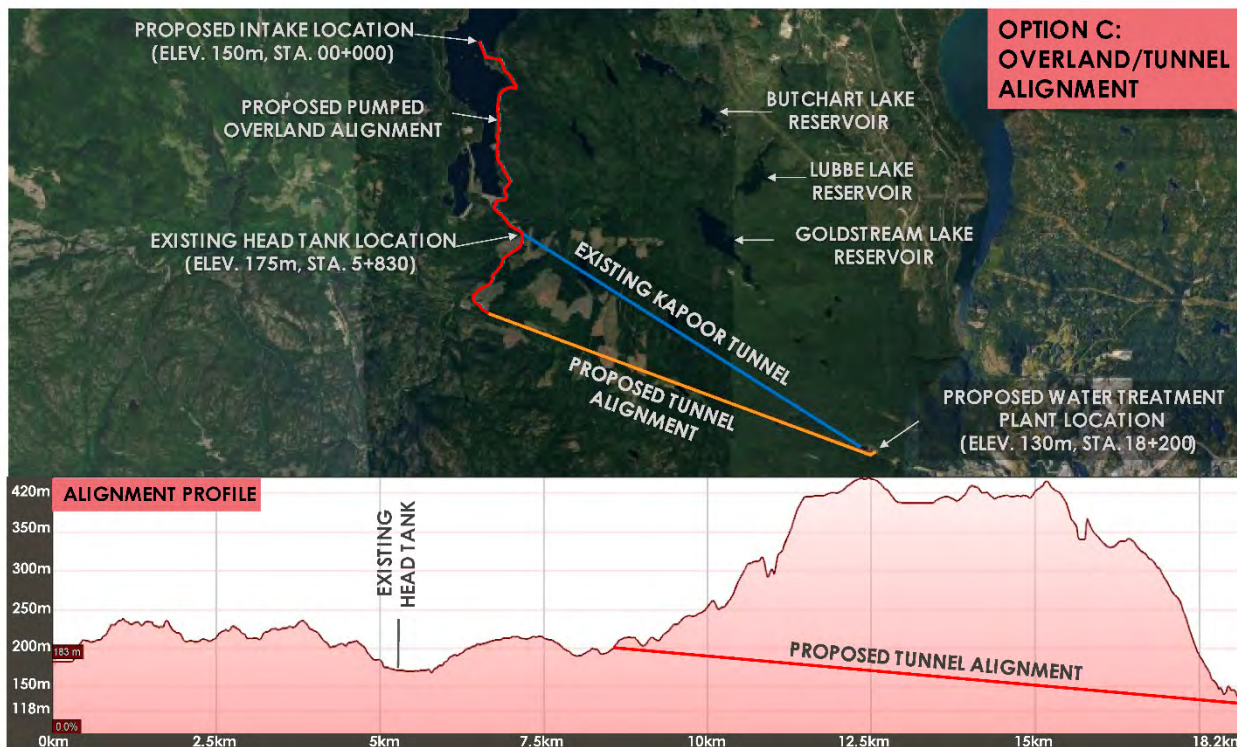 PROPOSED INTAKE LOCATION
(ELEV. 150m, STA. 00+000)
OPTION C:
OVERLAND/TUNNEL
ALIGNMENT
PROPOSED PUMPED
OVERLAND ALIGNMENT
BUTCHART LAKE
RESERVOIR
LUBBE LAKE
RESERVOIR
EXISTING HEAD TANK LOCATION
(ELEV. 175m, STA. 5+830)
GOLDSTREAM LAKE
RESERVOIR
EXISTING KAPOOR TUNNEL
PROPOSED TUNNEL
ALIGNMENT
PROPOSED WATER TREATMENT
PLANT LOCATION
(ELEV. 130m, STA. 18+200)
ALIGNMENT PROFILE
420m
350m
300m
250m
200m
183 m
150m
118m
0.0%
EXISTING
HEAD TANK
PROPOSED TUNNEL ALIGNMENT
0km
2.5km
5km
7.5km
10km
12.5km
15km
18.2km